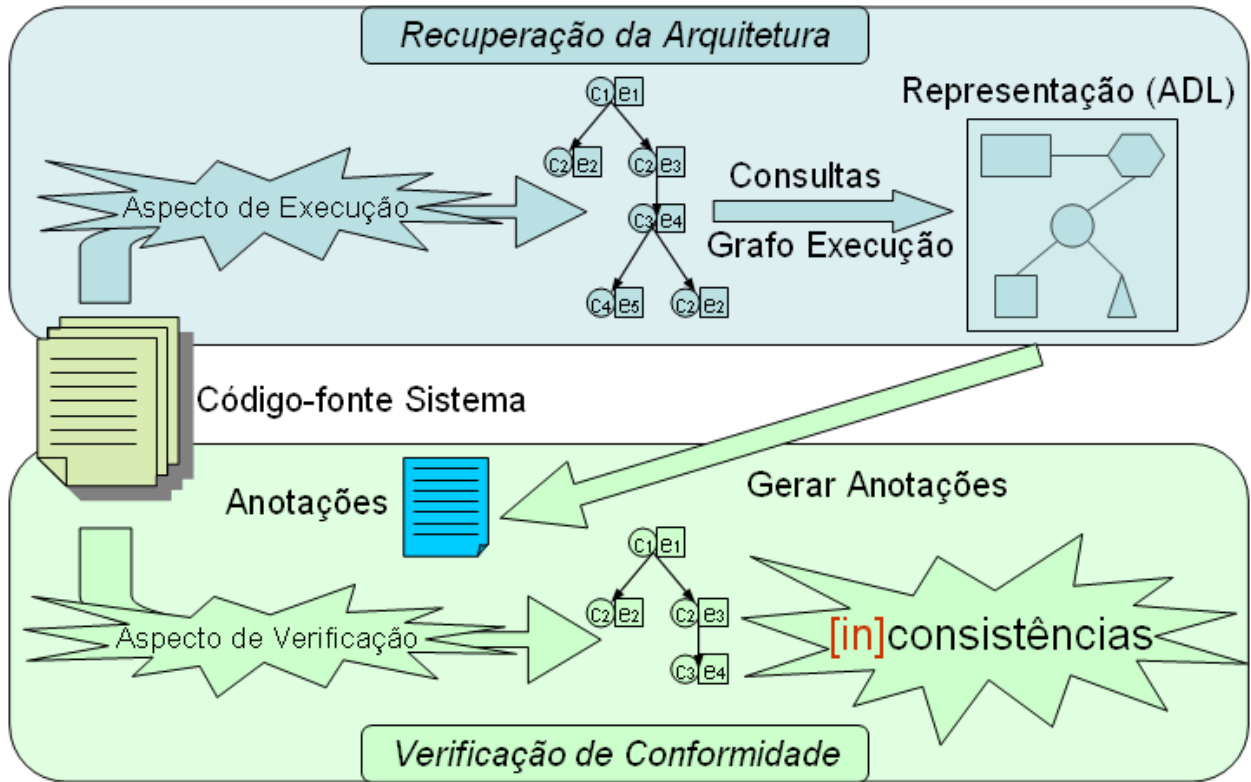 Recuperação da Arquitetura
Representação (ADL)
C1 e1
C2 e2 C2 e3
Aspecto de Execução
Consultas
C3 e4
Grafo Execução
C4 e5 C2 e2
Código-fonte Sistema
Anotações
Gerar Anotações
C1 e1
C2 e2 C2 e3
Aspecto de Verificação
[in]consistências
C3 e4
Verificação de Conformidade